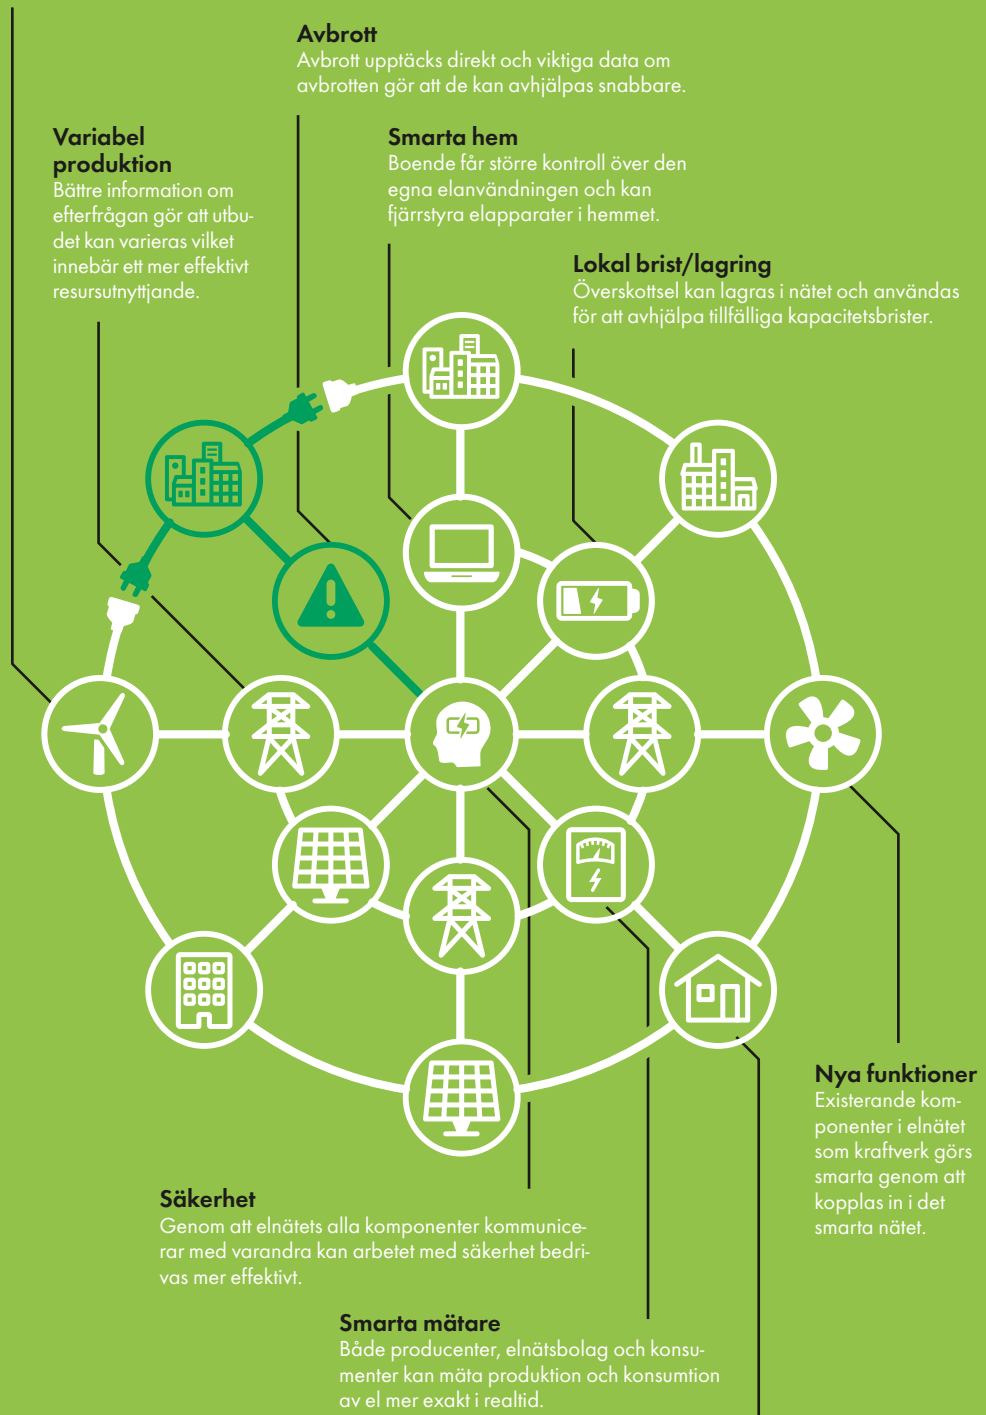 Avbrott
Avbrott upptäcks direkt och viktiga data om
avbrotten gör att de kan avhjälpas snabbare.
Variabel
produktion
Bättre information om
efterfrågan gör att utbu-
det kan varieras vilket
innebär ett mer effektivt
resursutnyttjande.
Smarta hem
Boende får större kontroll över den
egna elanvändningen och kan
fjärrstyra elapparater i hemmet.
Lokal brist/lagring
Överskottsel kan lagras i nätet och användas
för att avhjälpa tillfälliga kapacitetsbrister.
Nya funktioner
Existerande kom-
ponenter i elnätet
som kraftverk görs
smarta genom att
kopplas in i det
smarta nätet.
Säkerhet
Genom att elnätets alla komponenter kommunice-
rar med varandra kan arbetet med säkerhet bedri-
vas mer effektivt.
Smarta mätare
Både producenter, elnätsbolag och konsu-
menter kan mäta produktion och konsumtion
av el mer exakt i realtid.